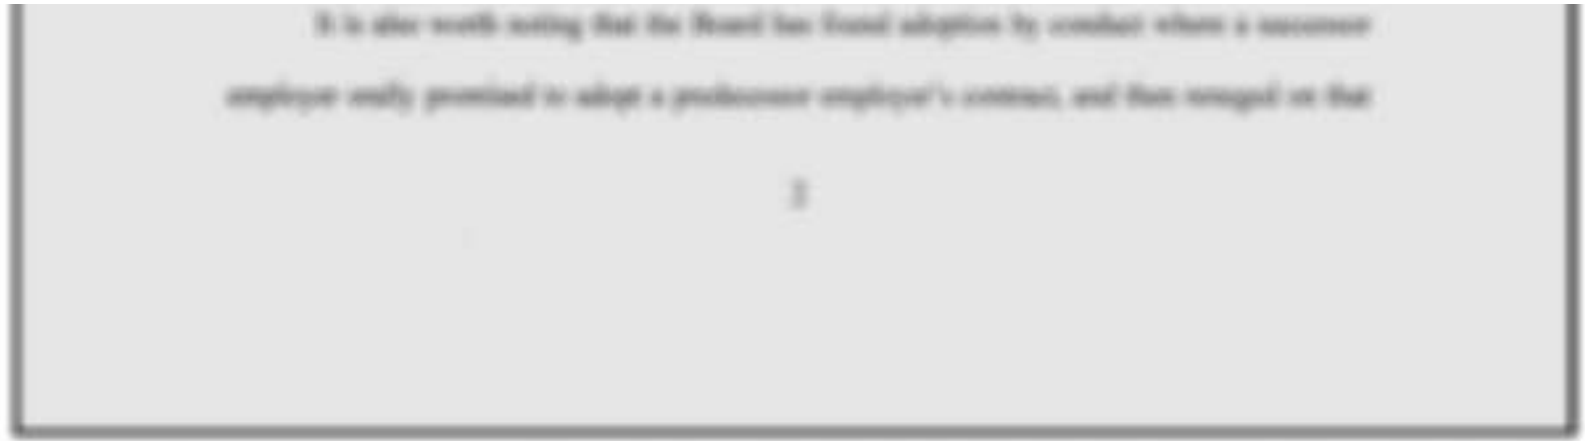 It is also worth noting that the Board has found adoption by conduct where a successor
employer orally promised to adopt a predecessor employer's contract, and then reneged on that